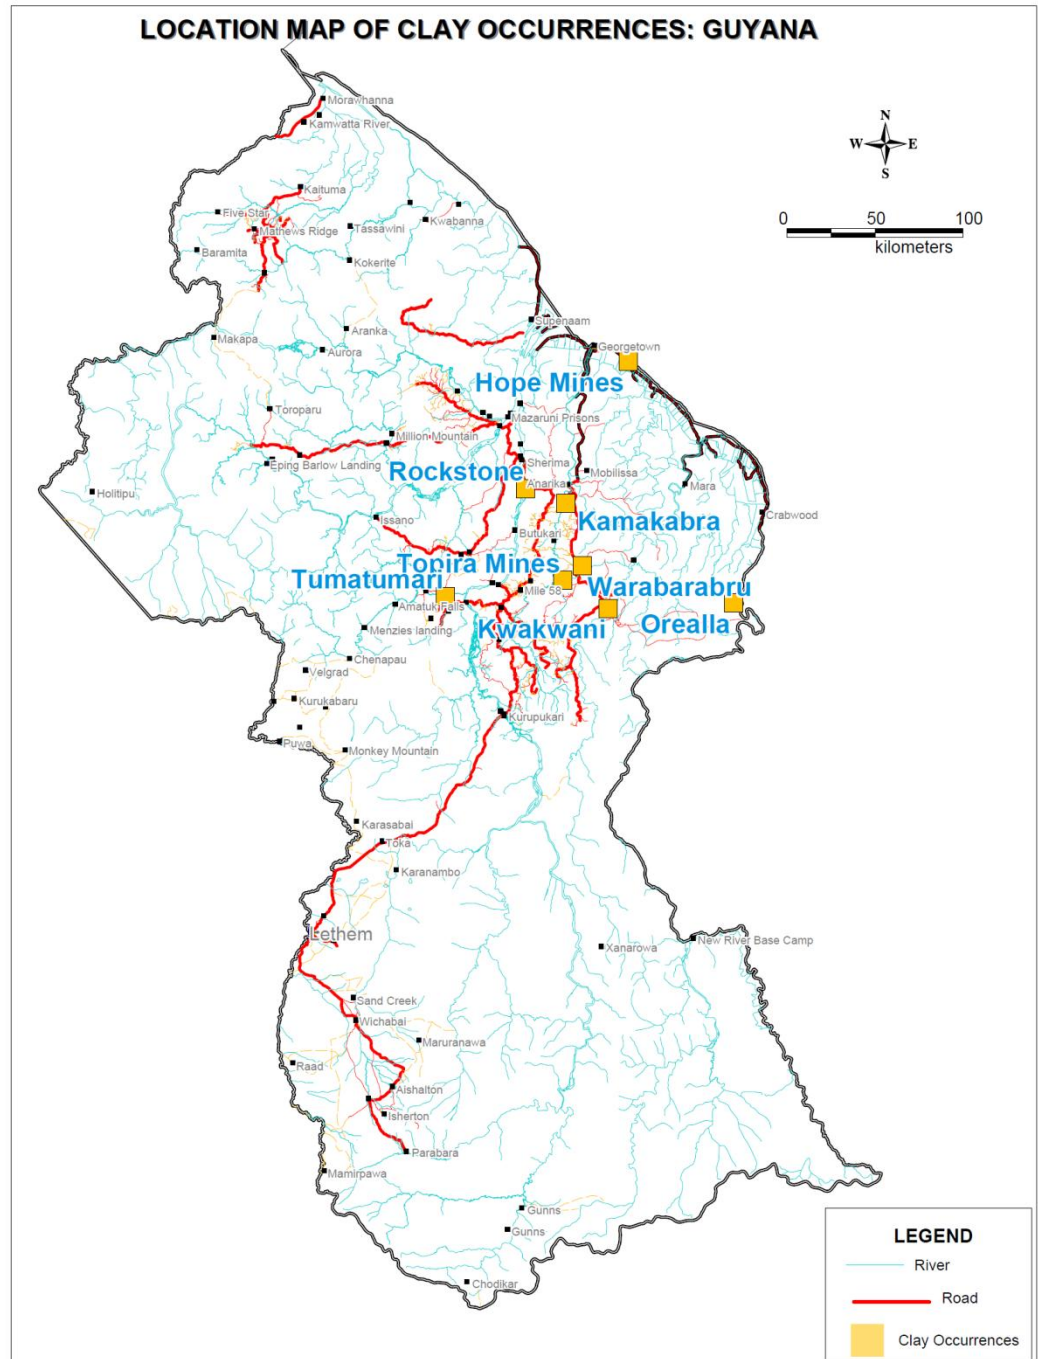 LOCATION MAP OF CLAY OCCURRENCES: GUYANA
Morawhanna
Kamwatta River
N
W E
S
Kaituma
Five Star
Kwabanna
0 50 100
kilometers
Mathews Ridge
Tassawini
Baramita
Kokerite
Supenaam
Aranka
Makapa
Georgetown
Aurora
Hope Mines
Toroparu
Mazaruni Prisons
Million Mountain
Eping Barlow Landing
Sherima
Rockstone
Mobilissa
Anarika
Mara
Holitipu
Crabwood
Issano
Kamakabra
Butukari
Topira Mines
Tumatumari
Warabarabru
Mile 58
Amatuk Falls
Orealla
Menzies landing
Kwakwani
Chenapau
Velgrad
Kurukabaru
Kurupukari
Puwa
Monkey Mountain
Karasabai
Toka
Karanambo
Lethem
New River Base Camp
Xanarowa
Sand Creek
Wichabai
Maruranawa
Raad
Aishalton
Isherton
Parabara
Mamirpawa
Gunns
Gunns
Chodikar
LEGEND
River
Road
Clay Occurrences